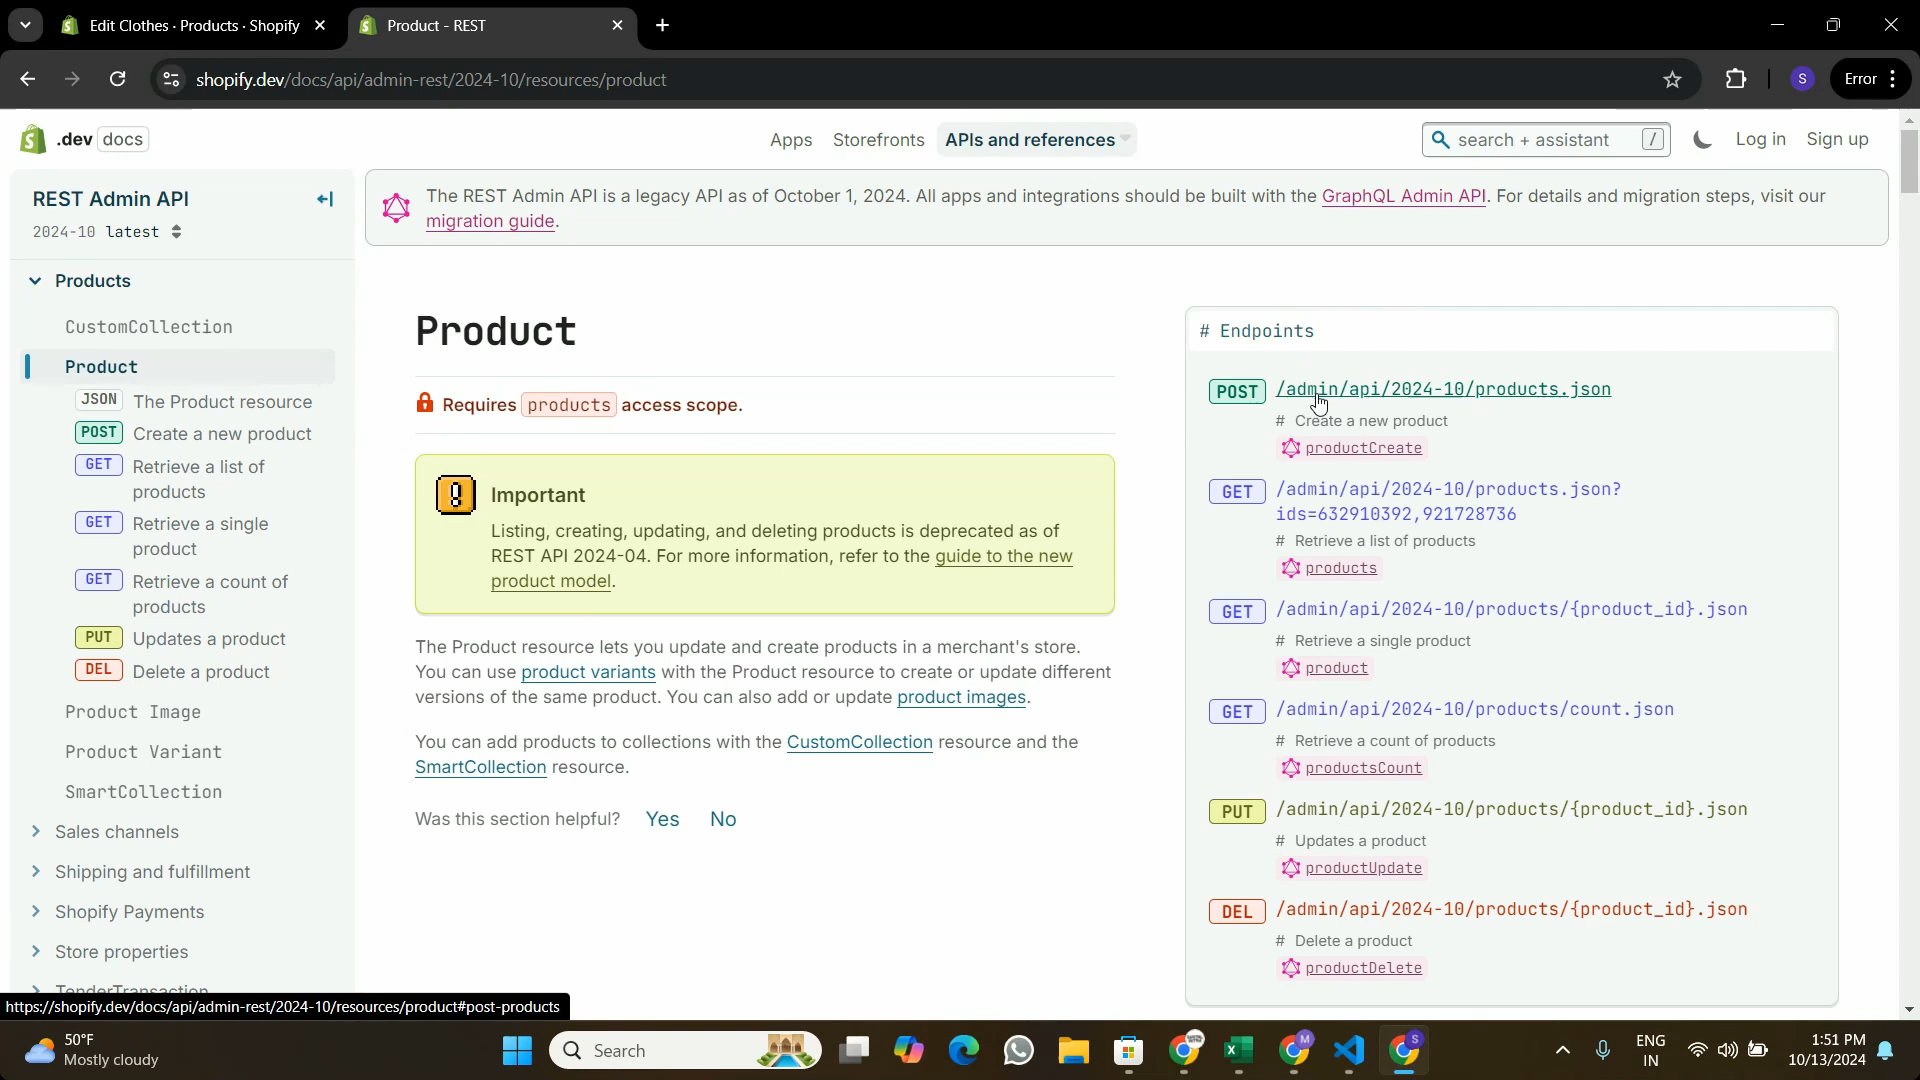 Edit Clothes · Products · Shopify
Product - REST
shopify.dev/docs/api/admin-rest/2024-10/resources/product
S
Error
.dev docs
Apps Storefronts APIs and references
search + assistant /
Log in Sign up
REST Admin API
2024-10 latest
The REST Admin API is a legacy API as of October 1, 2024. All apps and integrations should be built with the GraphQL Admin API. For details and migration steps, visit our
migration guide.
Products
CustomCollection
Product
JSON The Product resource
POST Create a new product
GET Retrieve a list of
products
GET Retrieve a single
product
GET Retrieve a count of
products
PUT Updates a product
DEL Delete a product
Product Image
Product Variant
SmartCollection
Sales channels
Shipping and fulfillment
Shopify Payments
Store properties
TenderTransaction
Product
Requires products access scope.
Important
Listing, creating, updating, and deleting products is deprecated as of
REST API 2024-04. For more information, refer to the guide to the new
product model.
The Product resource lets you update and create products in a merchant's store.
You can use product variants with the Product resource to create or update different
versions of the same product. You can also add or update product images.
You can add products to collections with the CustomCollection resource and the
SmartCollection resource.
Was this section helpful? Yes No
# Endpoints
POST /admin/api/2024-10/products.json
# Create a new product
productCreate
GET /admin/api/2024-10/products.json?
ids=632910392,921728736
# Retrieve a list of products
products
GET /admin/api/2024-10/products/{product_id}.json
# Retrieve a single product
product
GET /admin/api/2024-10/products/count.json
# Retrieve a count of products
productsCount
PUT /admin/api/2024-10/products/{product_id}.json
# Updates a product
productUpdate
DEL /admin/api/2024-10/products/{product_id}.json
# Delete a product
productDelete
https://shopify.dev/docs/api/admin-rest/2024-10/resources/product#post-products
50°F
Mostly cloudy
Search
M
S
ENG
IN
1:51 PM
10/13/2024